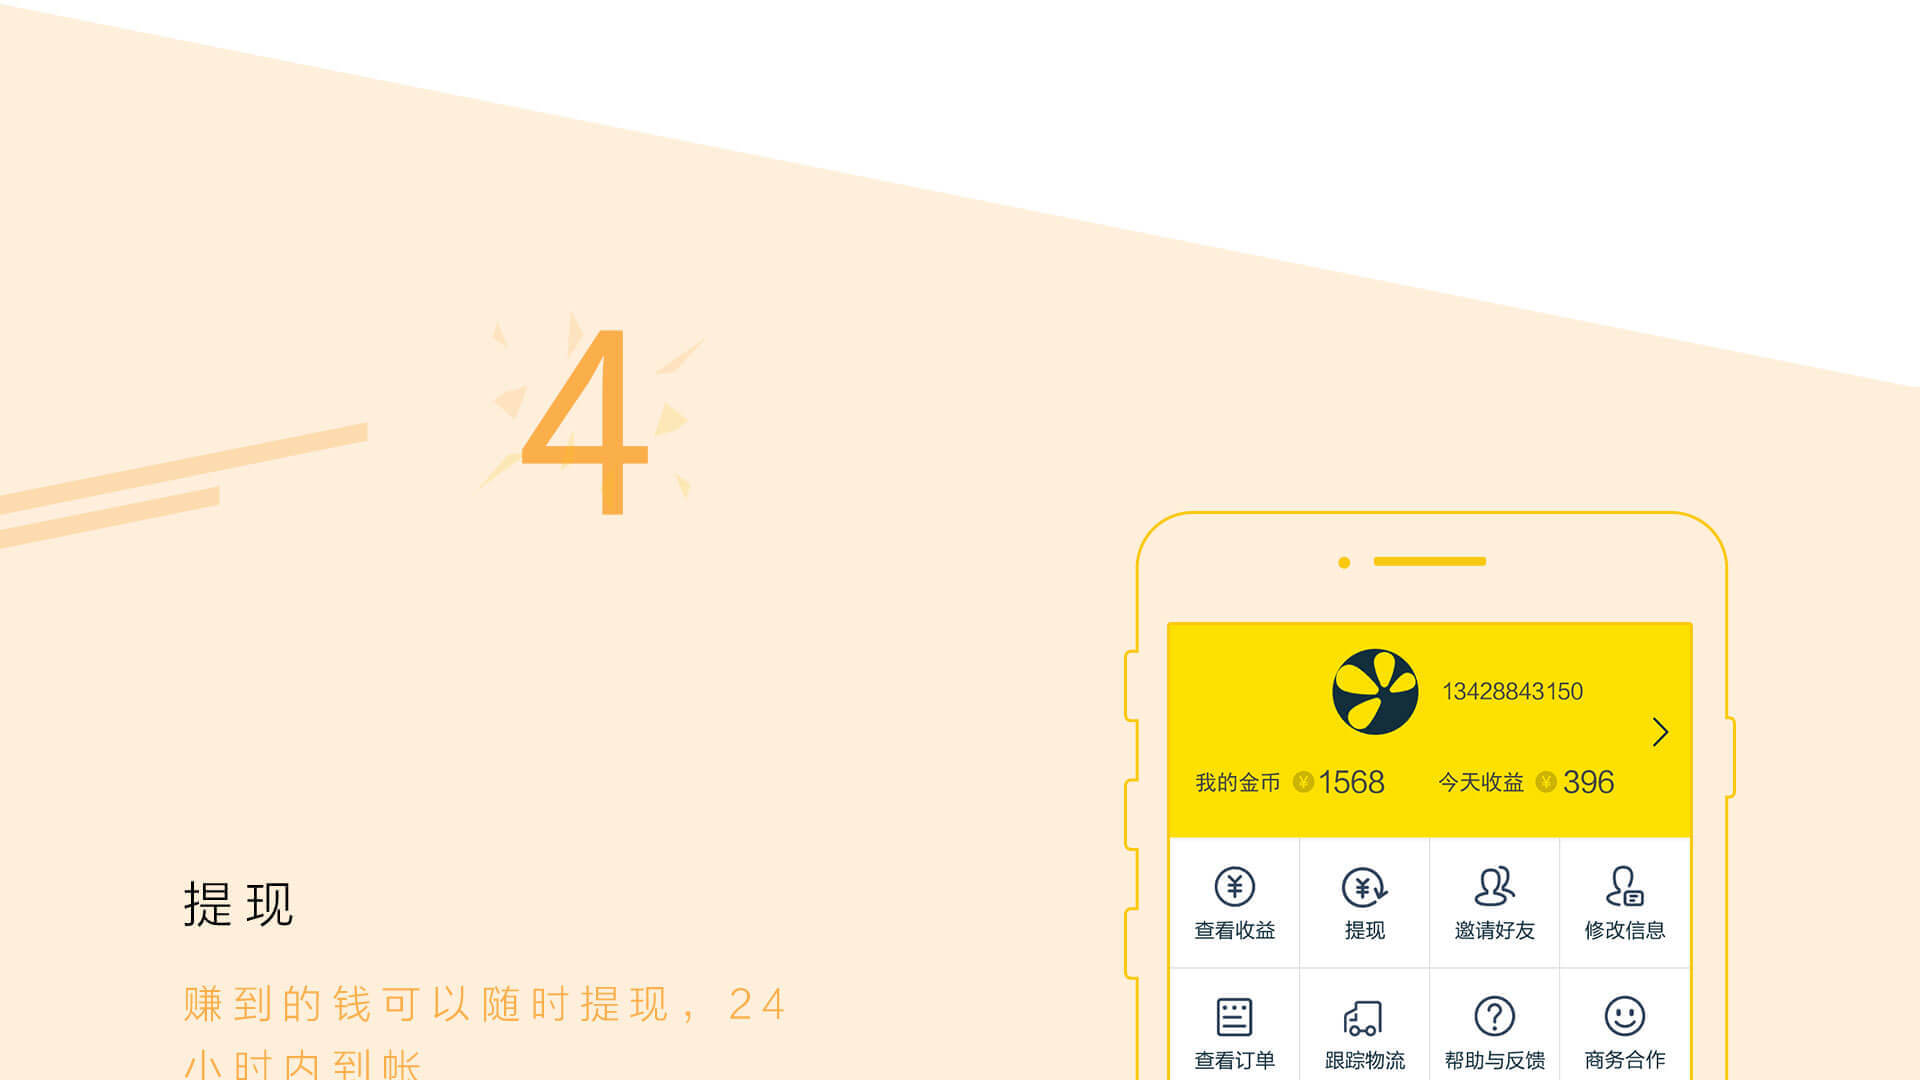 4
提现
赚到的钱可以随时提现，24
小时内到帐
13428843150
我的金币 ¥1568 今天收益 ¥396
查看收益 提现 邀请好友 修改信息
查看订单 跟踪物流 帮助与反馈 商务合作